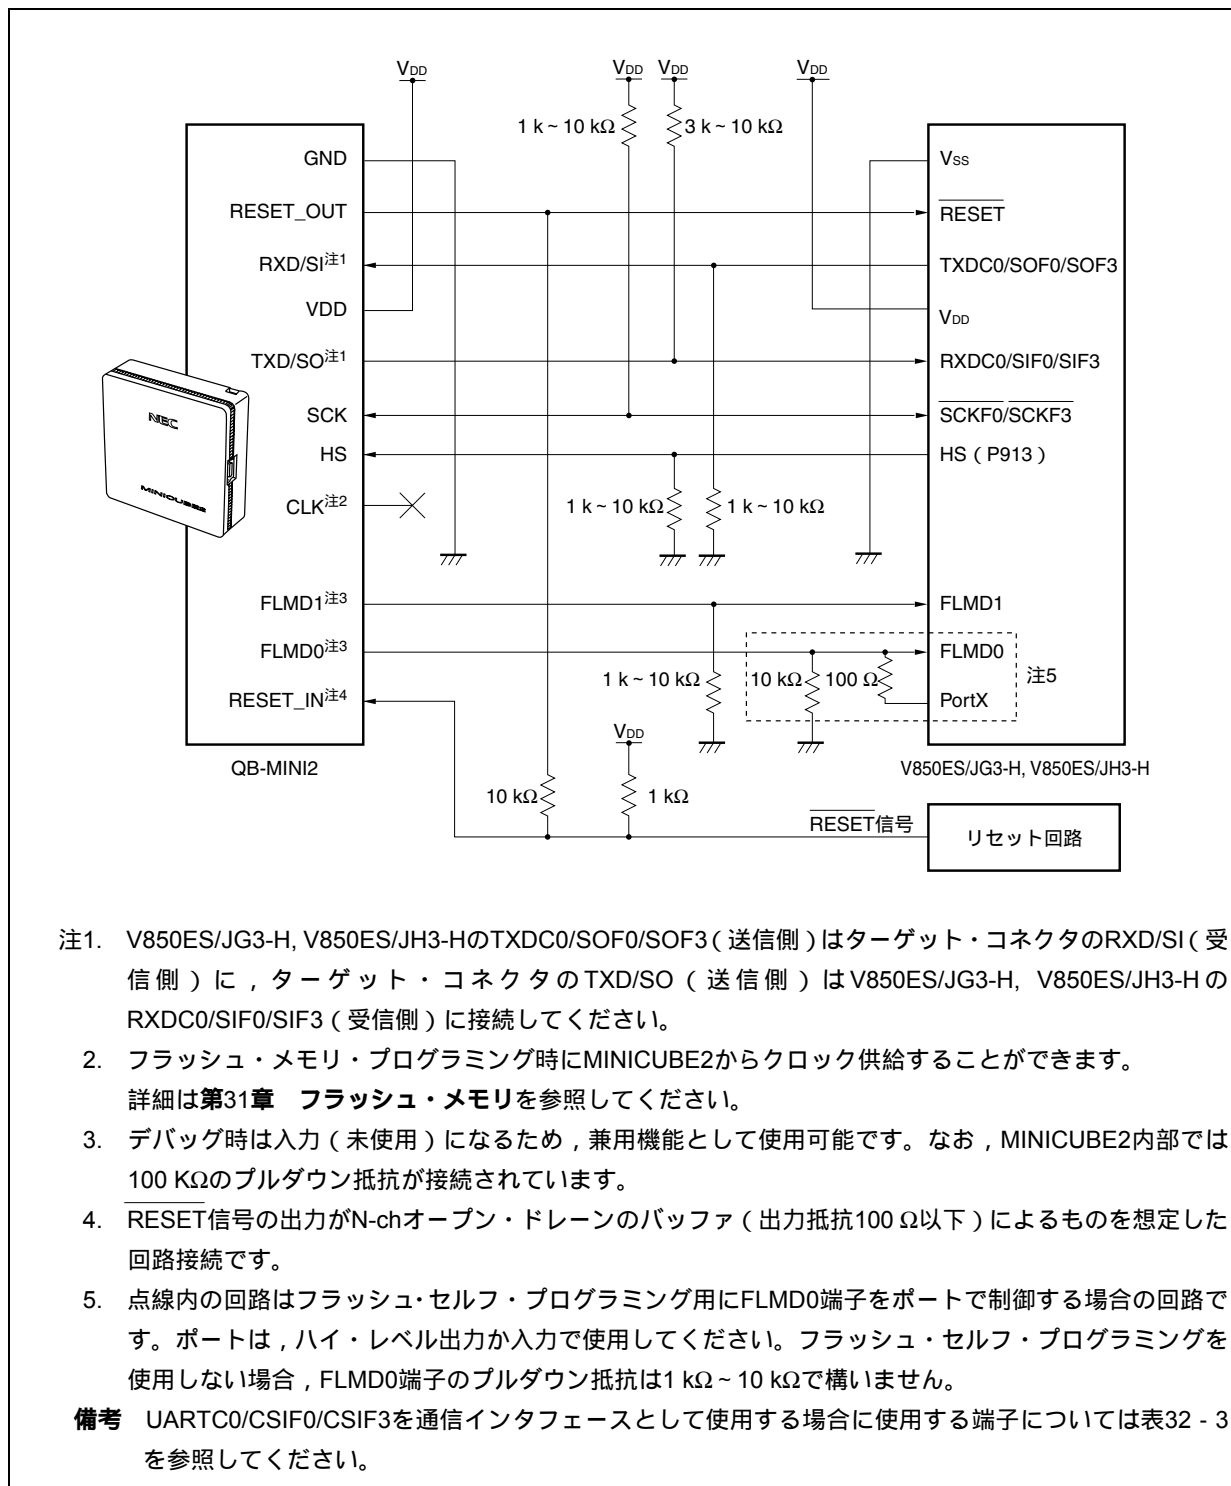 VDD VDD VDD VDD
1 k ~ 10 kΩ 3 k ~ 10 kΩ
GND VSS
RESET_OUT RESET
RXD/SI注1 TXDC0/SOF0/SOF3
VDD VDD
TXD/SO注1 RXDC0/SIF0/SIF3
SCK SCKF0/SCKF3
HS HS（P913）
NEC
MINICUBE2
CLK注2 1 k ~ 10 kΩ 1 k ~ 10 kΩ
FLMD1注3 FLMD1
FLMD0注3 FLMD0
1 k ~ 10 kΩ 10 kΩ 100 Ω 注5
RESET_IN注4 PortX
VDD
QB-MINI2 V850ES/JG3-H, V850ES/JH3-H
10 kΩ 1 kΩ
RESET信号 リセット回路
注1. V850ES/JG3-H, V850ES/JH3-HのTXDC0/SOF0/SOF3（送信側）はターゲット・コネクタのRXD/SI（受
信側），ターゲット・コネクタのTXD/SO（送信側）はV850ES/JG3-H, V850ES/JH3-Hの
RXDC0/SIF0/SIF3（受信側）に接続してください。
2. フラッシュ・メモリ・プログラミング時にMINICUBE2からクロック供給することができます。
詳細は第31章　フラッシュ・メモリを参照してください。
3. デバッグ時は入力（未使用）になるため，兼用機能として使用可能です。なお，MINICUBE2内部では
100 KΩのプルダウン抵抗が接続されています。
4. RESET信号の出力がN-chオープン・ドレーンのバッファ（出力抵抗100 Ω以下）によるものを想定した
回路接続です。
5. 点線内の回路はフラッシュ・セルフ・プログラミング用にFLMD0端子をポートで制御する場合の回路で
す。ポートは，ハイ・レベル出力か入力で使用してください。フラッシュ・セルフ・プログラミングを
使用しない場合，FLMD0端子のプルダウン抵抗は1 kΩ ~ 10 kΩで構いません。
備考　UARTC0/CSIF0/CSIF3を通信インタフェースとして使用する場合に使用する端子については表32 - 3
を参照してください。